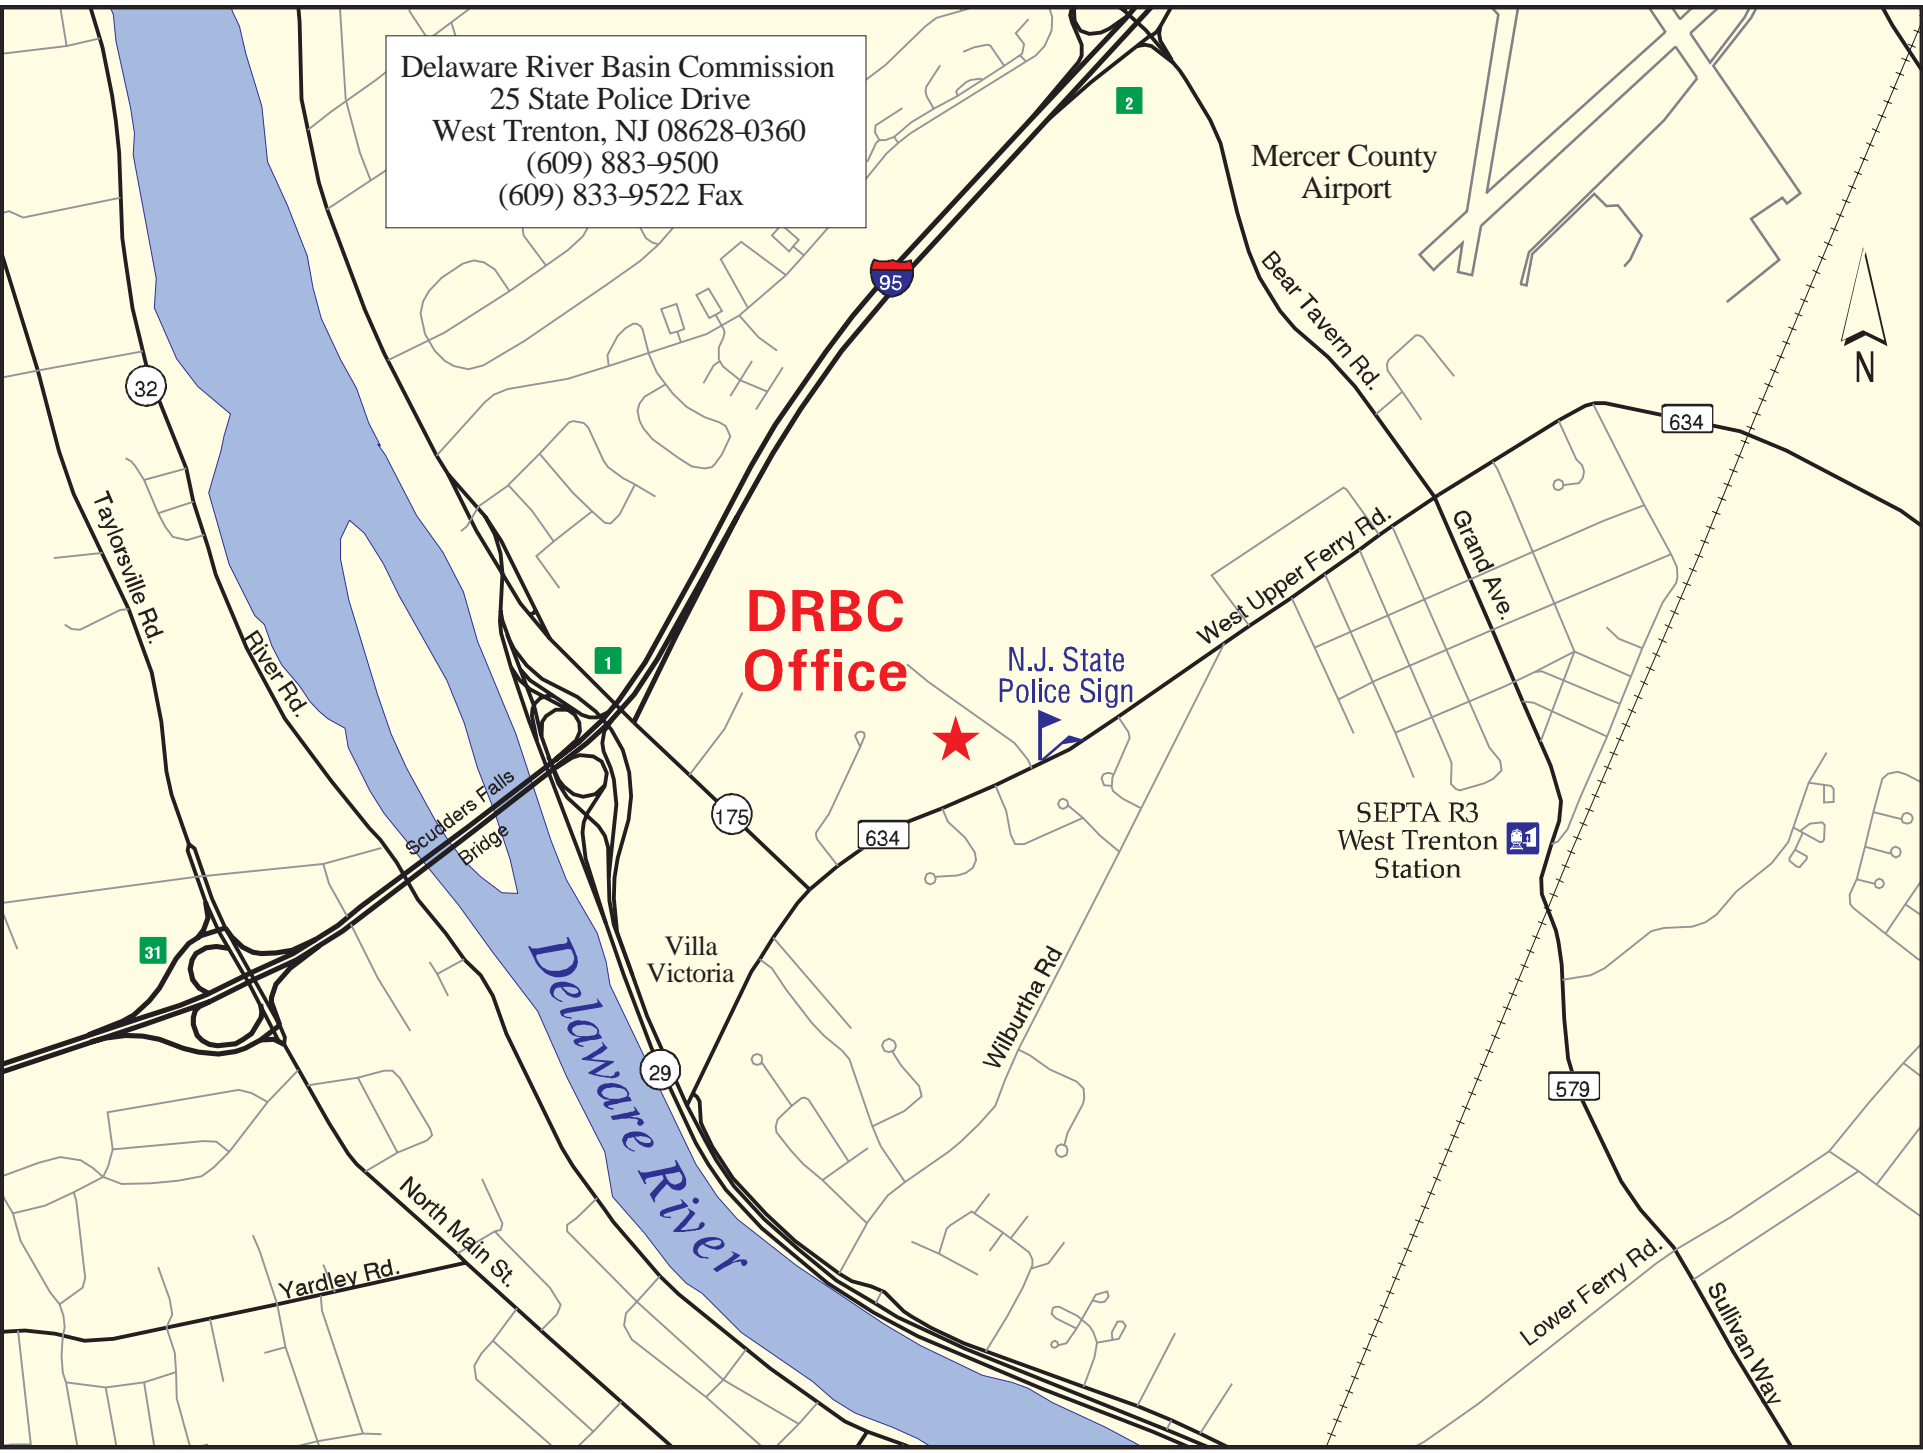 Delaware River Basin Commission
25 State Police Drive
West Trenton, NJ 08628-0360
(609) 883-9500
(609) 833-9522 Fax
2
Mercer County
Airport
95
Bear Tavern Rd.
N
32
634
Taylorsville Rd.
West Upper Ferry Rd.
Grand Ave.
DRBC
Office
River Rd.
1
N.J. State
Police Sign
Scudders Falls
Bridge
175
634
SEPTA R3
West Trenton
Station
31
Villa
Victoria
Delaware River
Wilburtha Rd
29
579
North Main St.
Yardley Rd.
Lower Ferry Rd.
Sullivan Way